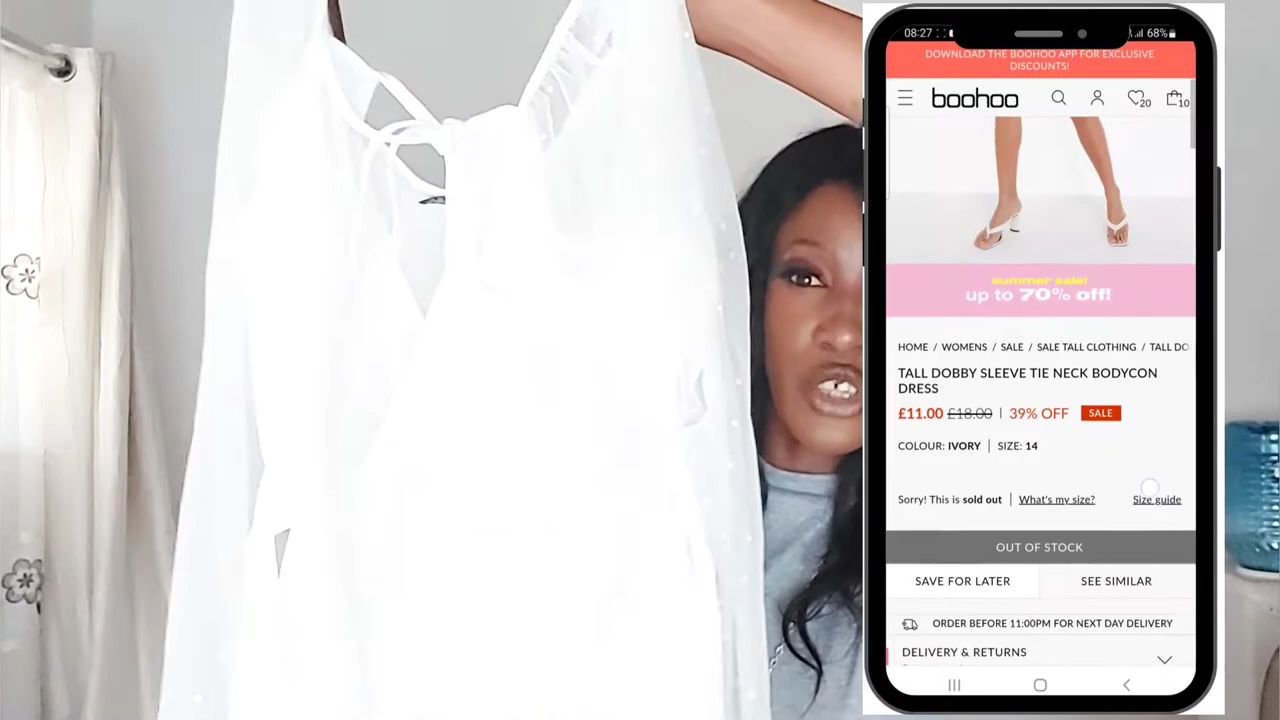 08:27
68%
DOWNLOAD THE BOOHOO APP FOR EXCLUSIVE
DISCOUNTS!
boohoo
20
10
summer sale!
up to 70% off!
HOME / WOMENS / SALE / SALE TALL CLOTHING / TALL DO
TALL DOBBY SLEEVE TIE NECK BODYCON
DRESS
£11.00 £18.00 | 39% OFF SALE
COLOUR: IVORY | SIZE: 14
Sorry! This is sold out | What's my size? Size guide
OUT OF STOCK
SAVE FOR LATER SEE SIMILAR
ORDER BEFORE 11:00PM FOR NEXT DAY DELIVERY
DELIVERY & RETURNS